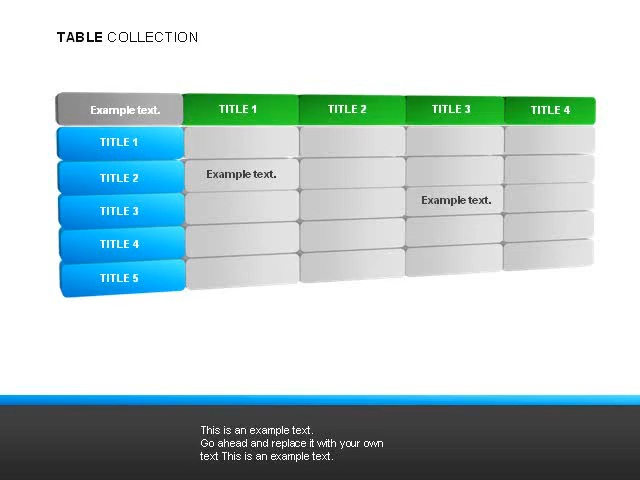 TABLE COLLECTION
Example text. TITLE 1 TITLE 2 TITLE 3 TITLE 4
TITLE 1
TITLE 2 Example text.
TITLE 3 Example text.
TITLE 4
TITLE 5
This is an example text.
Go ahead and replace it with your own
text This is an example text.